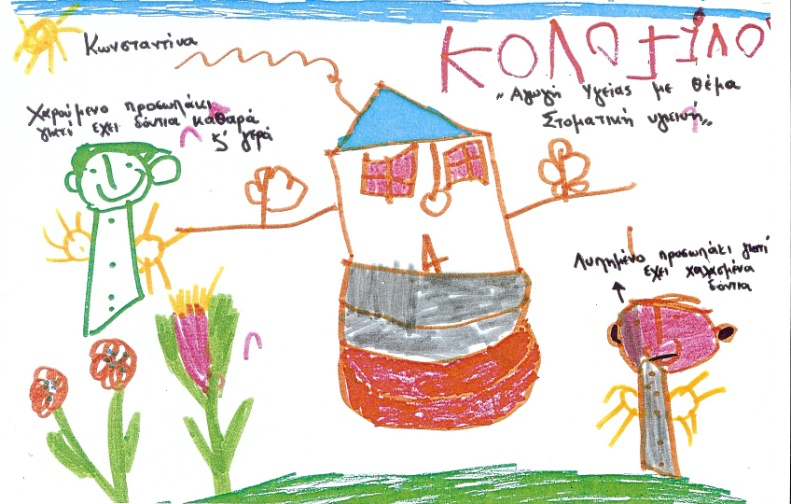 Κωνσταντίνα
ΚΟΛΟΤΙΛΟ
„Αγωγή Υγείας με θέμα
Στοματική υγιεινή„
Χαρούμενο προσωπάκι
γιατί έχει δόντια καθαρά
ξ' γερά
Λυπημένο προσωπάκι γιατί
έχει χαλασμένα
δόντια